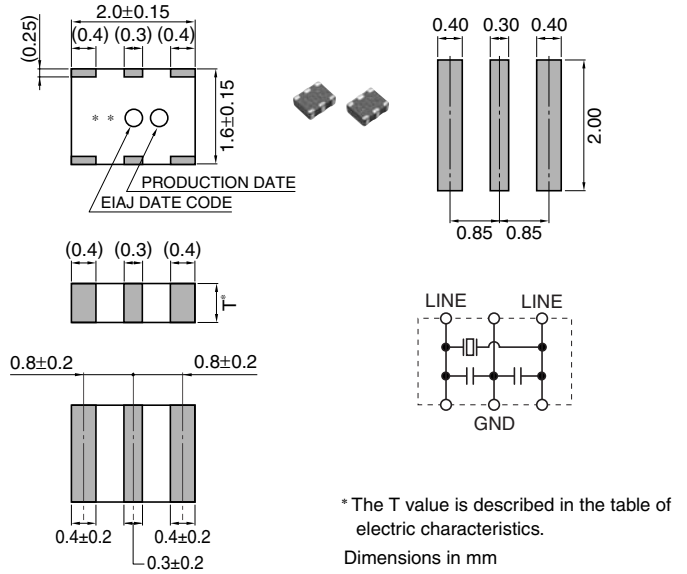 2.0±0.15
(0.25)
(0.4) (0.3) (0.4)
* *
1.6±0.15
PRODUCTION DATE
EIAJ DATE CODE
0.40 0.30 0.40
2.00
0.85 0.85
(0.4) (0.3) (0.4)
T*
LINE LINE
GND
0.8±0.2 0.8±0.2
0.4±0.2 0.4±0.2
0.3±0.2
* The T value is described in the table of
electric characteristics.
Dimensions in mm